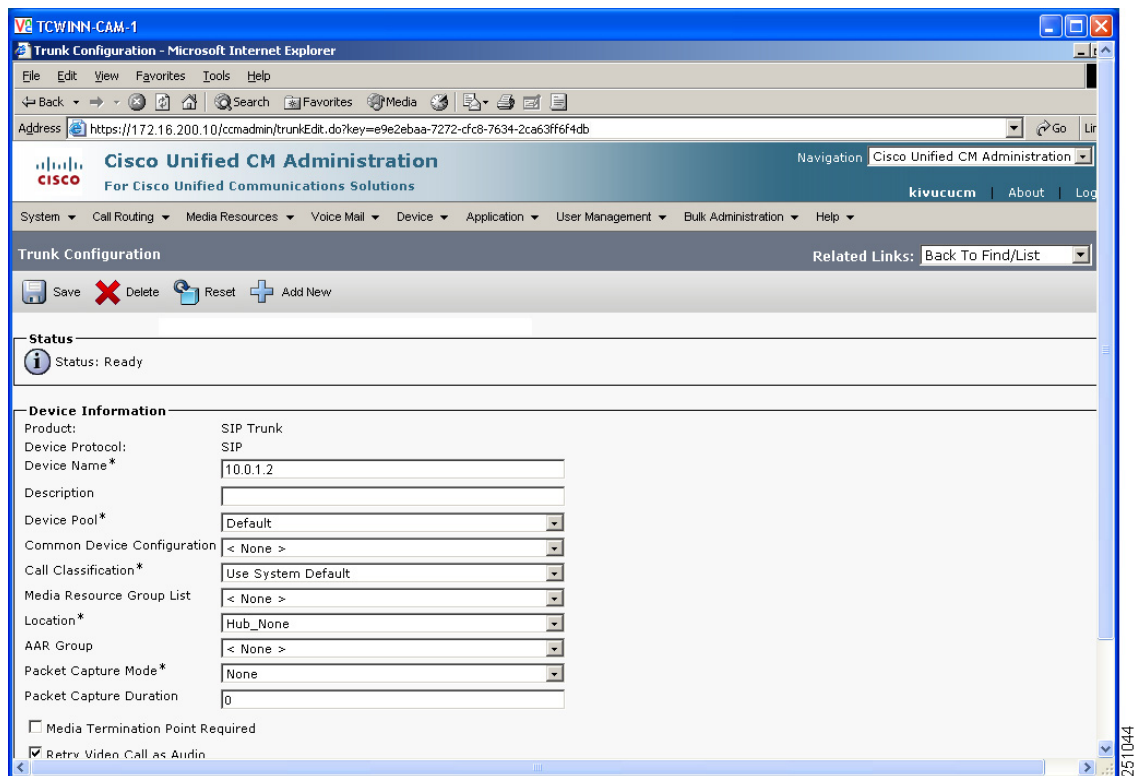 TCWINN-CAM-1
Trunk Configuration - Microsoft Internet Explorer
File Edit View Favorites Tools Help
Back Search Favorites Media
Address https://172.16.200.10/ccmadmin/trunkEdit.do?key=e9e2ebaa-7272-cfc8-7634-2ca63ff6f4db Go
Cisco Unified CM Administration
Navigation Cisco Unified CM Administration
CISCO
For Cisco Unified Communications Solutions
kivucucm | About | Log
System Call Routing Media Resources Voice Mail Device Application User Management Bulk Administration Help
Trunk Configuration
Related Links: Back To Find/List
Save Delete Reset Add New
Status
Status: Ready
Device Information
Product: SIP Trunk
Device Protocol: SIP
Device Name* 10.0.1.2
Description
Device Pool* Default
Common Device Configuration < None >
Call Classification* Use System Default
Media Resource Group List < None >
Location* Hub_None
AAR Group < None >
Packet Capture Mode* None
Packet Capture Duration 0
Media Termination Point Required
Retry Video Call as Audio
251044